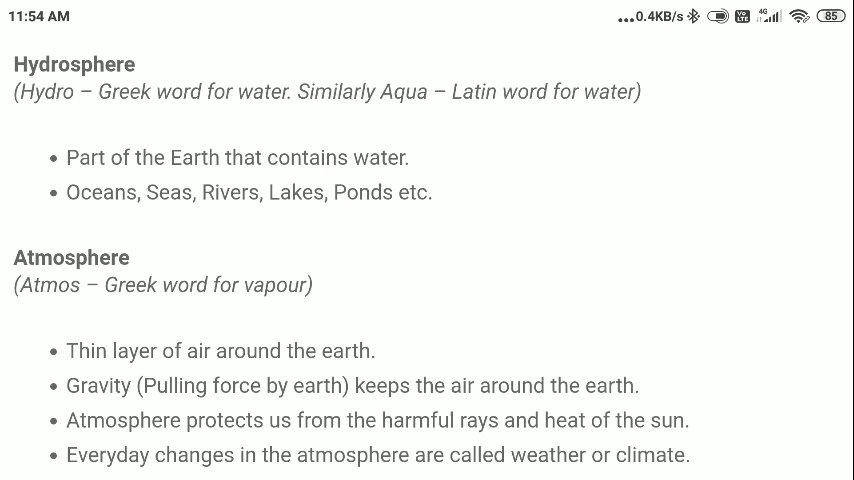 11:54 AM
...0.4KB/s 4G Vo LTE 85
Hydrosphere
(Hydro – Greek word for water. Similarly Aqua – Latin word for water)
• Part of the Earth that contains water.
• Oceans, Seas, Rivers, Lakes, Ponds etc.
Atmosphere
(Atmos – Greek word for vapour)
• Thin layer of air around the earth.
• Gravity (Pulling force by earth) keeps the air around the earth.
• Atmosphere protects us from the harmful rays and heat of the sun.
• Everyday changes in the atmosphere are called weather or climate.